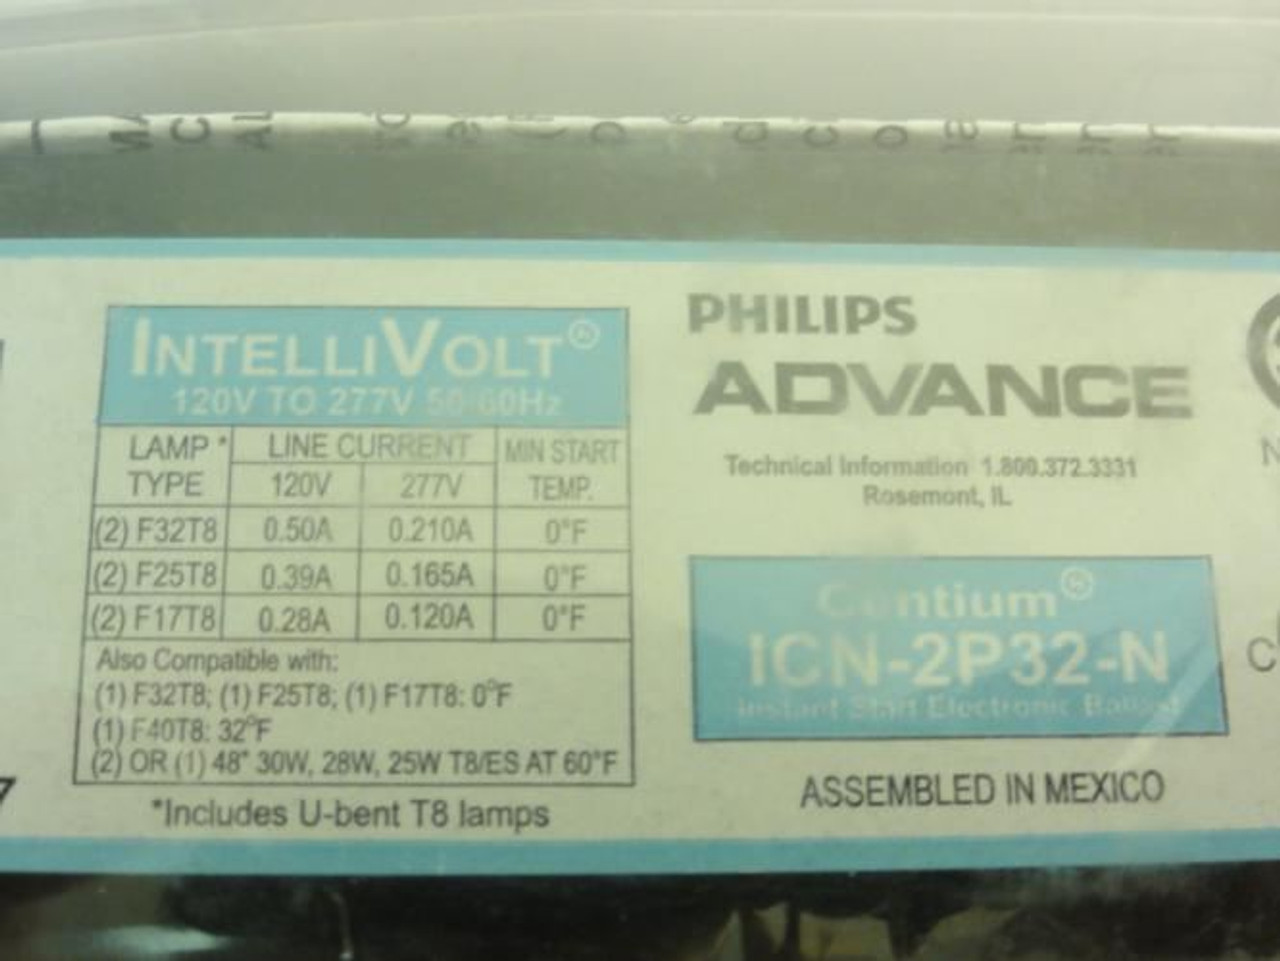 INTELLIVOLT®
120V TO 277V 50/60Hz
LAMP * TYPE LINE CURRENT MIN START TEMP.
120V 277V
(2) F32T8 0.50A 0.210A 0°F
(2) F25T8 0.39A 0.165A 0°F
(2) F17T8 0.28A 0.120A 0°F
Also Compatible with:
(1) F32T8; (1) F25T8; (1) F17T8: 0°F
(1) F40T8: 32°F
(2) OR (1) 48" 30W, 28W, 25W T8/ES AT 60°F
*Includes U-bent T8 lamps
PHILIPS
ADVANCE
Technical Information 1.800.372.3331
Rosemont, IL
Centium®
ICN-2P32-N
Instant Start Electronic Ballast
ASSEMBLED IN MEXICO